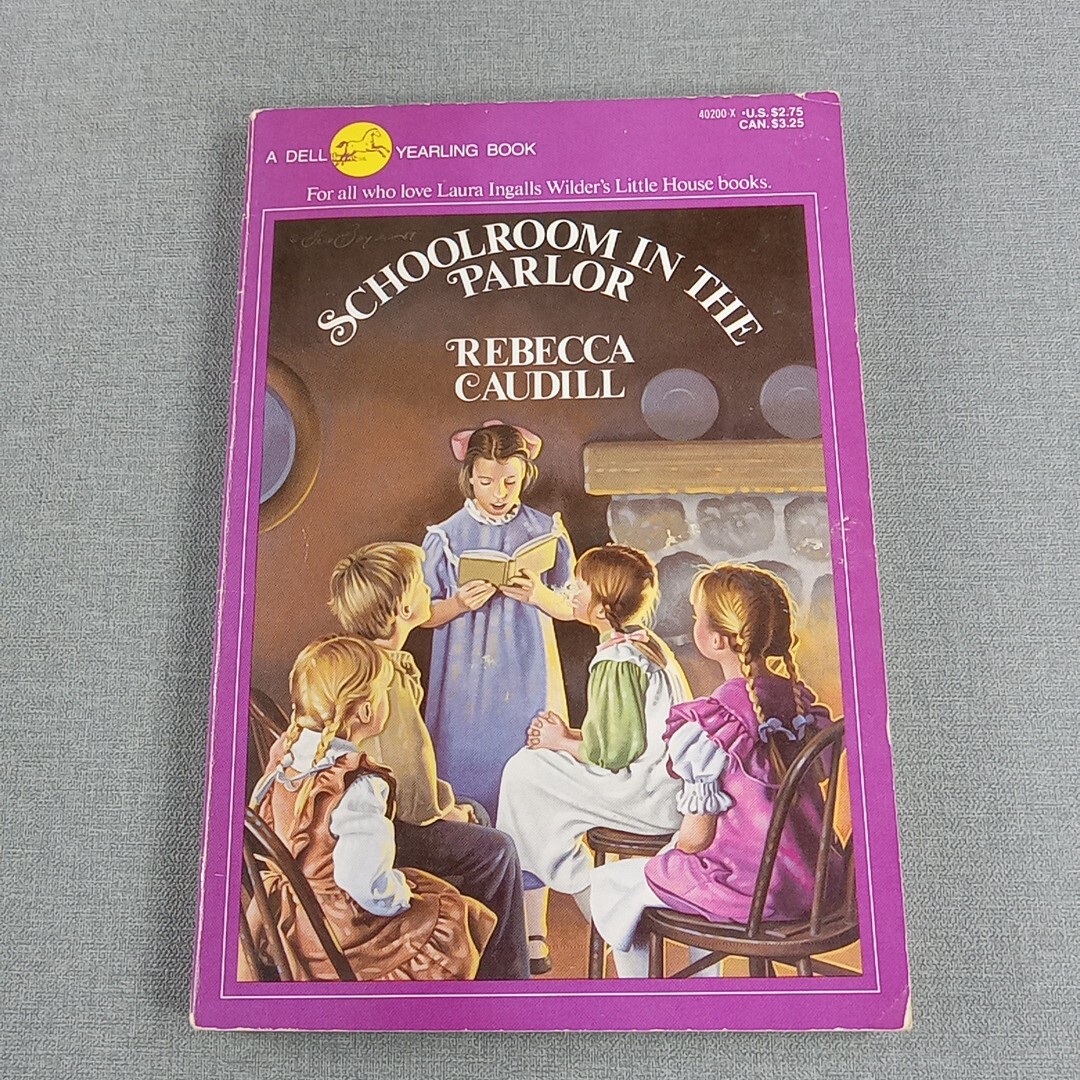 40200-X •U.S. $2.75
CAN. $3.25
A DELL YEARLING BOOK
For all who love Laura Ingalls Wilder's Little House books.
SCHOOLROOM IN THE
PARLOR
REBECCA
CAUDILL